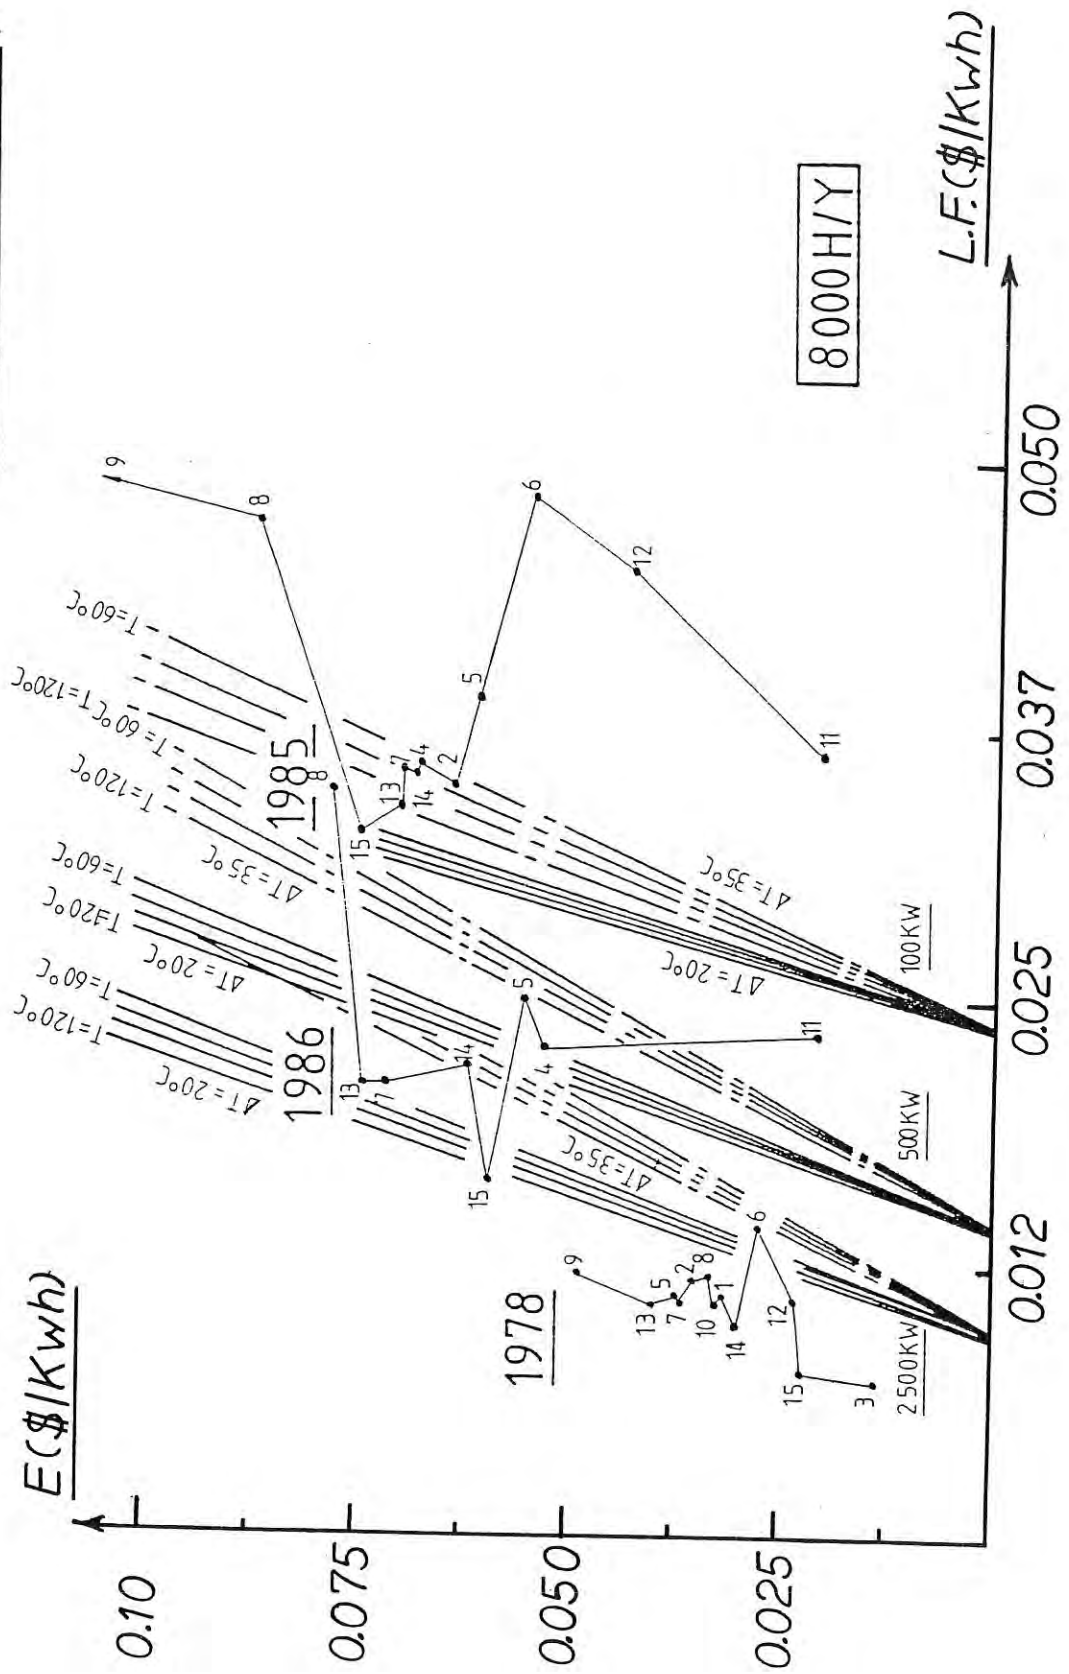 E($/Kwh)
0.10
0.075
0.050
0.025
L.F.($/Kwh)
0.012
0.025
0.037
0.050
8000H/Y
1978
9
13
5
7
2
8
10
1
14
6
12
15
3
1986
8
13
7
14
15
5
4
11
1985
9
8
15
13
7
14
4
2
5
6
12
11
T=120°C
T=60°C
ΔT=20°C
T=120°C
T=60°C
ΔT=20°C
ΔT=35°C
T=120°C
T=60°C
ΔT=35°C
T=120°C
T=60°C
ΔT=20°C
ΔT=35°C
2500KW
500KW
100KW